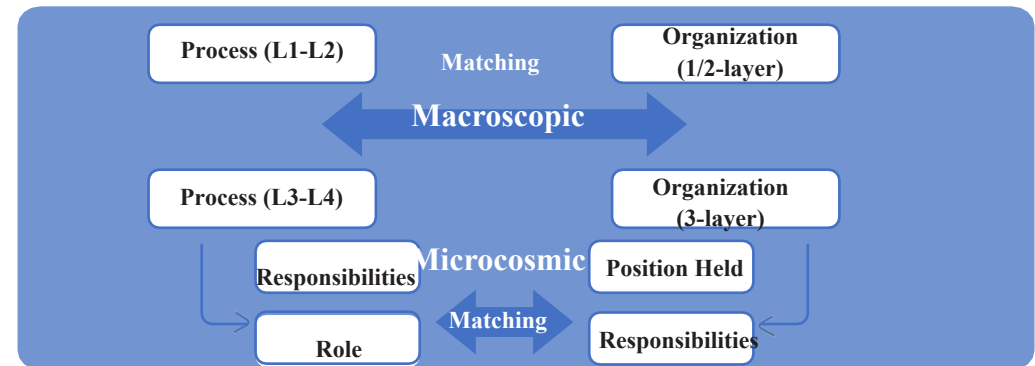 Process (L1-L2)
Matching
Organization
(1/2-layer)
Macroscopic
Process (L3-L4)
Organization
(3-layer)
Responsibilities
Microcosmic
Position Held
Matching
Role
Responsibilities